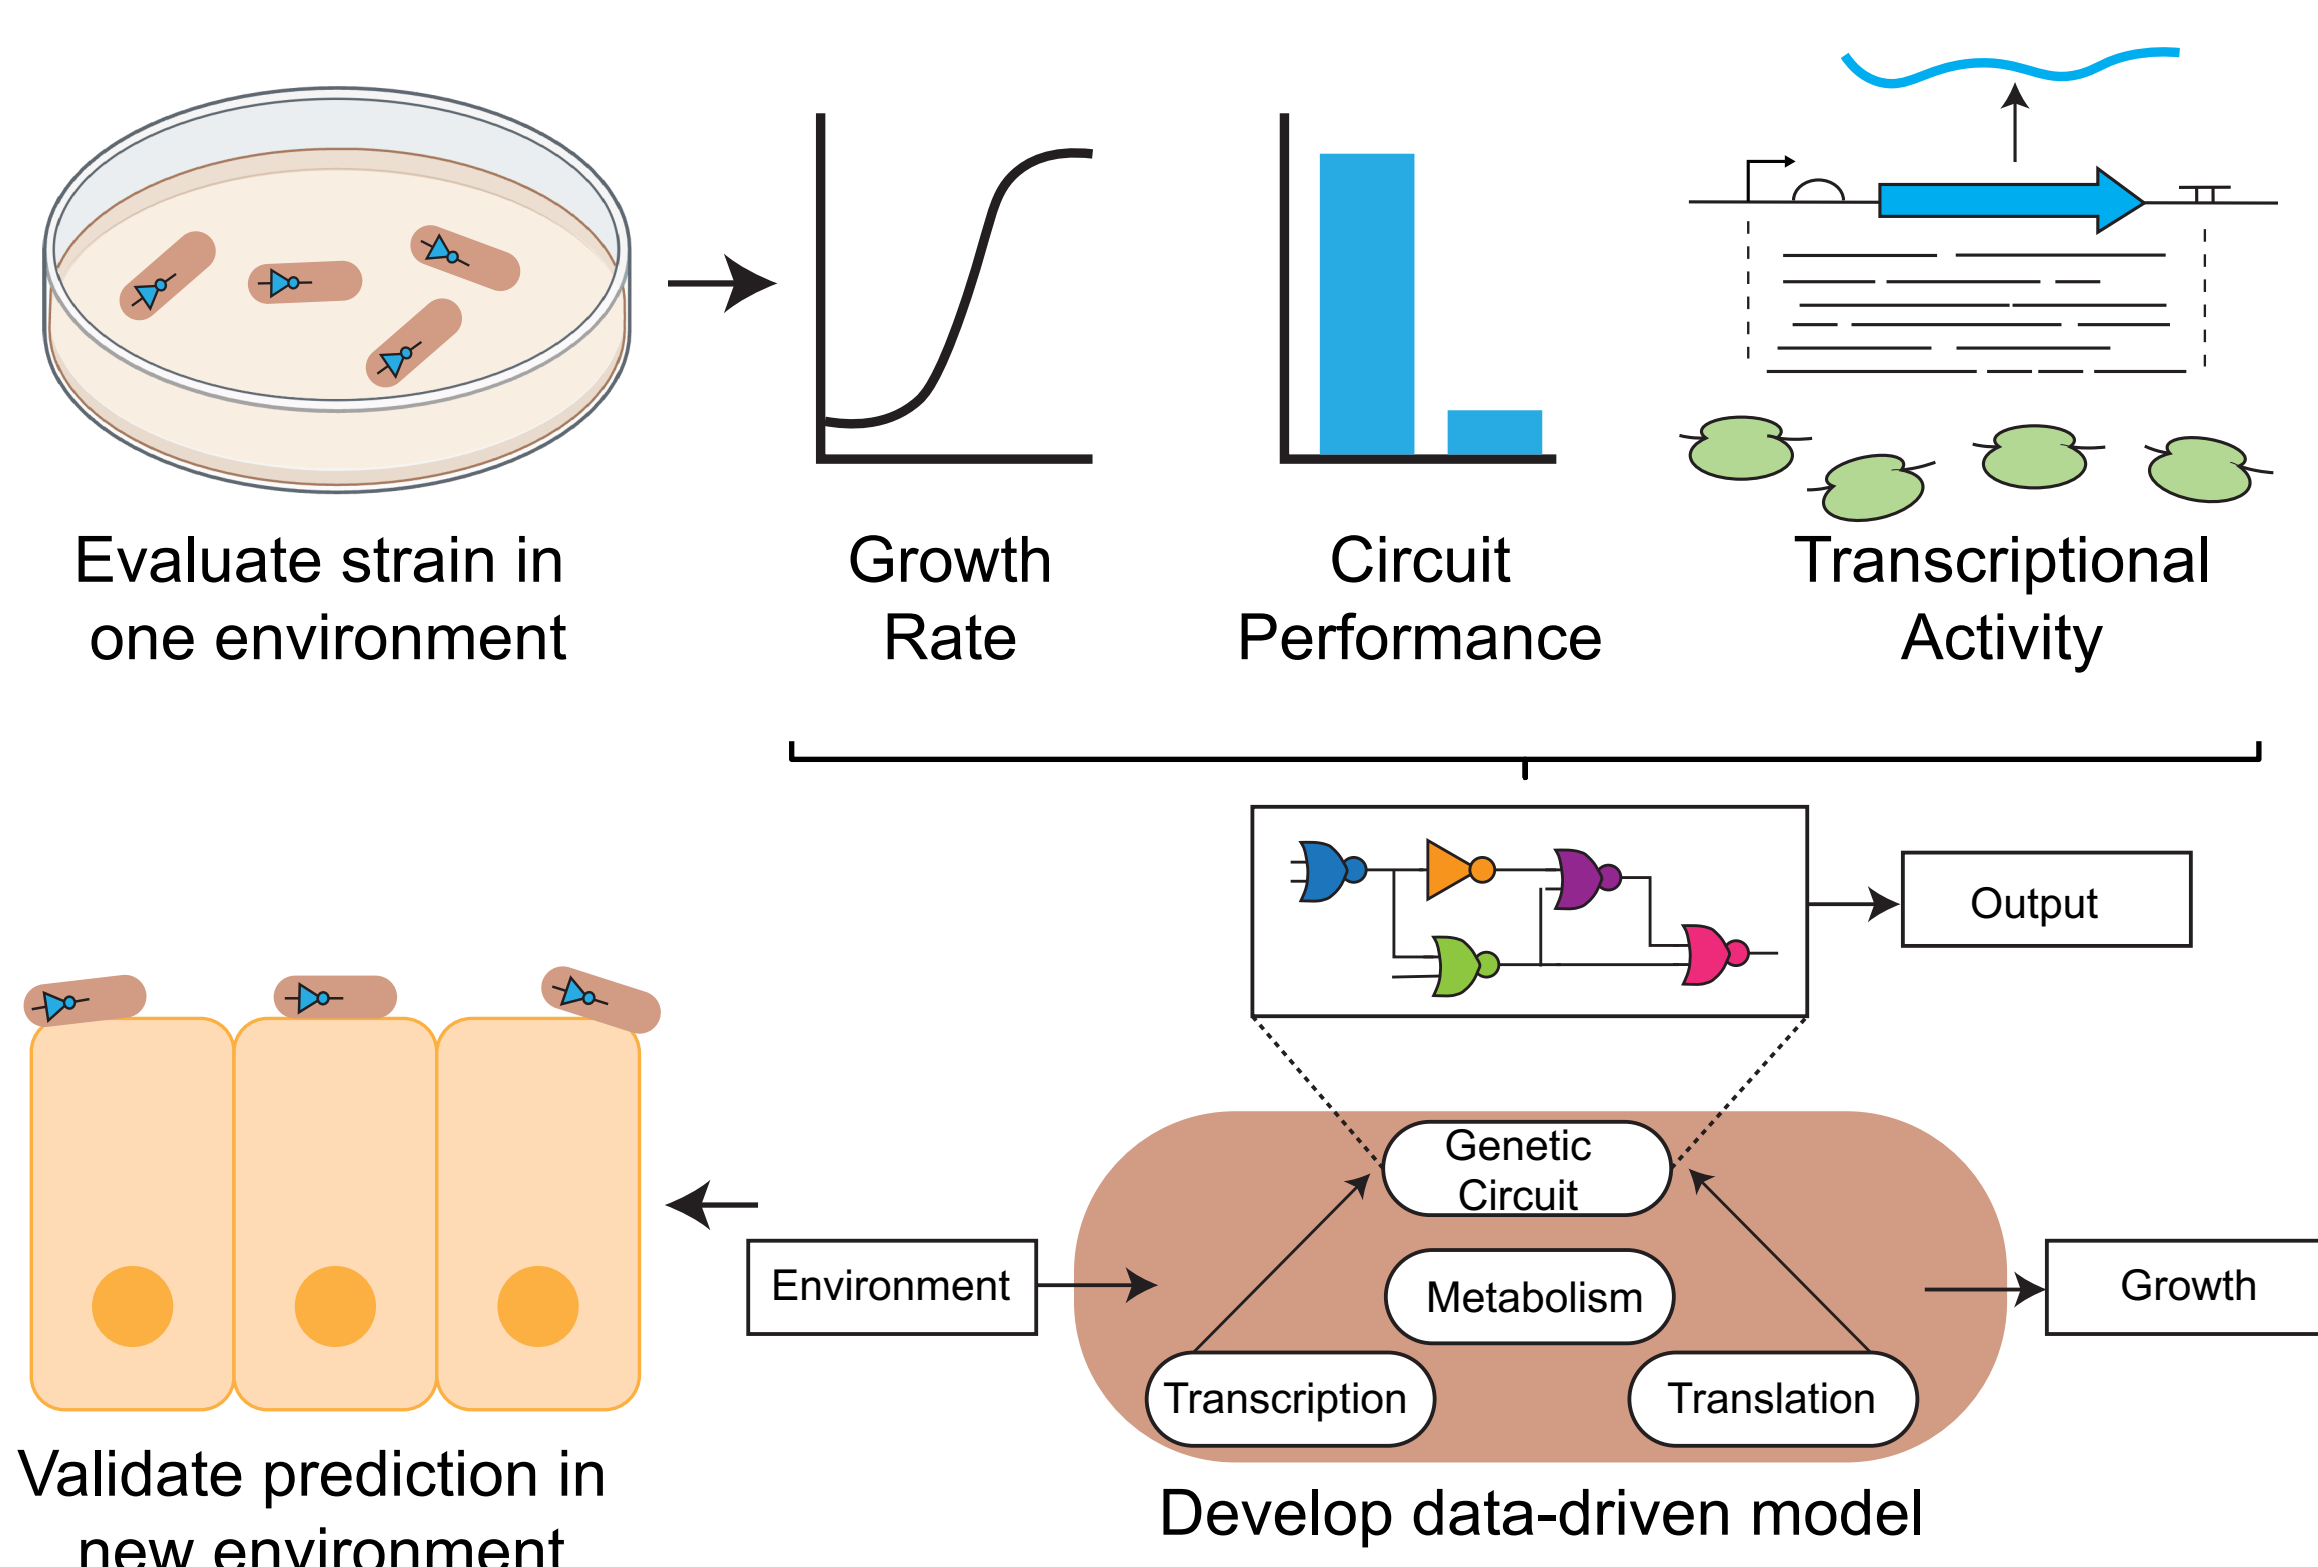 Evaluate strain in
one environment
Growth
Rate
Circuit
Performance
Transcriptional
Activity
Output
Genetic
Circuit
Environment
Metabolism
Growth
Transcription
Translation
Validate prediction in
new environment
Develop data-driven model